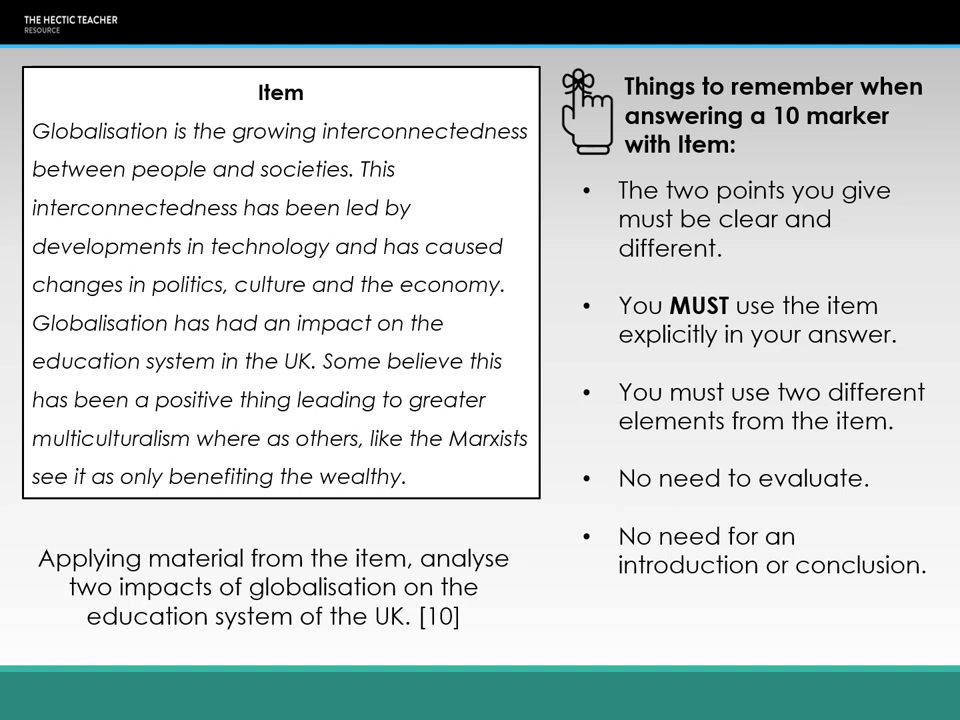 THE HECTIC TEACHER
RESOURCE
Item
Globalisation is the growing interconnectedness
between people and societies. This
interconnectedness has been led by
developments in technology and has caused
changes in politics, culture and the economy.
Globalisation has had an impact on the
education system in the UK. Some believe this
has been a positive thing leading to greater
multiculturalism where as others, like the Marxists
see it as only benefiting the wealthy.
Applying material from the item, analyse
two impacts of globalisation on the
education system of the UK. [10]
Things to remember when
answering a 10 marker
with Item:
• The two points you give
must be clear and
different.
• You MUST use the item
explicitly in your answer.
• You must use two different
elements from the item.
• No need to evaluate.
• No need for an
introduction or conclusion.